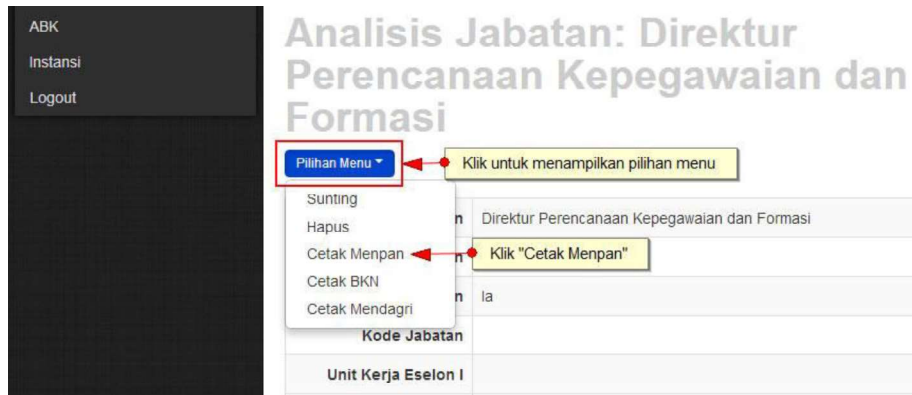 ABK
Instansi
Logout
Analisis Jabatan: Direktur
Perencanaan Kepegawaian dan
Formasi
Pilihan Menu
Klik untuk menampilkan pilihan menu
Sunting
Hapus
Cetak Menpan
Cetak BKN
Cetak Mendagri
n Direktur Perencanaan Kepegawaian dan Formasi
n
Klik "Cetak Menpan"
n Ia
Kode Jabatan
Unit Kerja Eselon I